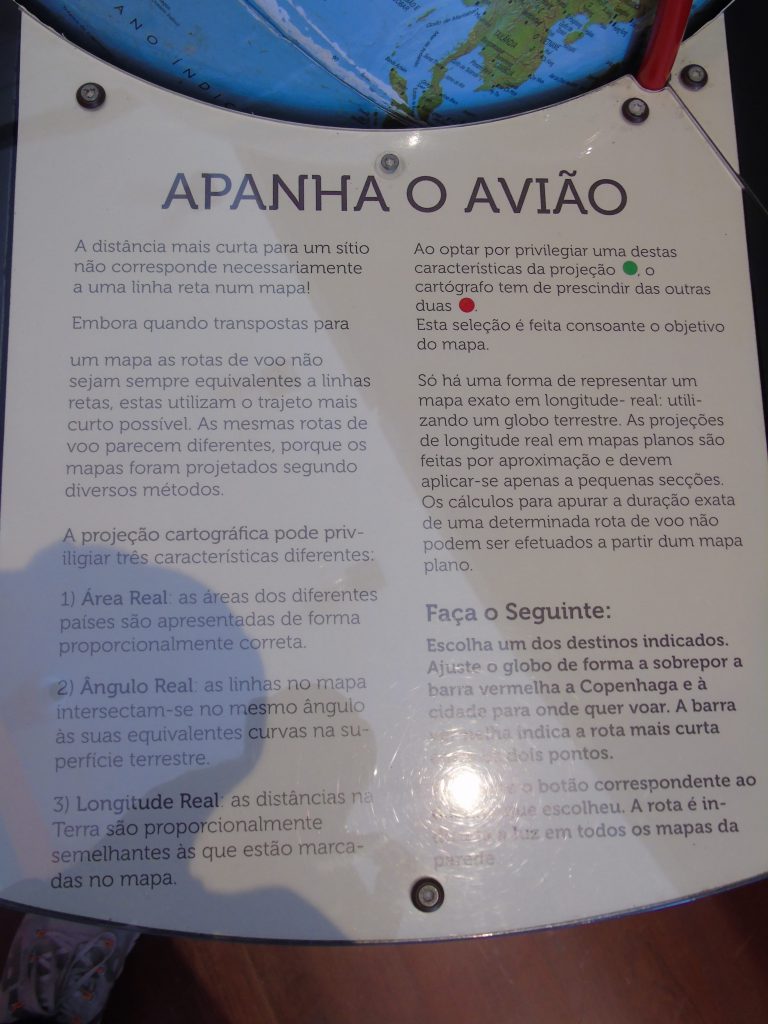 ANO ÍNDIC
TAILÂNDIA
APANHA O AVIÃO
A distância mais curta para um sítio
não corresponde necessariamente
a uma linha reta num mapa!
Embora quando transpostas para
um mapa as rotas de voo não
sejam sempre equivalentes a linhas
retas, estas utilizam o trajeto mais
curto possível. As mesmas rotas de
voo parecem diferentes, porque os
mapas foram projetados segundo
diversos métodos.
A projeção cartográfica pode priv-
iligiar três características diferentes:
1) Área Real: as áreas dos diferentes
países são apresentadas de forma
proporcionalmente correta.
2) Ângulo Real: as linhas no mapa
intersectam-se no mesmo ângulo
às suas equivalentes curvas na su-
perfície terrestre.
3) Longitude Real: as distâncias na
Terra são proporcionalmente
semelhantes às que estão marca-
das no mapa.
Ao optar por privilegiar uma destas
características da projeção , o
cartógrafo tem de prescindir das outras
duas .
Esta seleção é feita consoante o objetivo
do mapa.
Só há uma forma de representar um
mapa exato em longitude- real: utili-
zando um globo terrestre. As projeções
de longitude real em mapas planos são
feitas por aproximação e devem
aplicar-se apenas a pequenas secções.
Os cálculos para apurar a duração exata
de uma determinada rota de voo não
podem ser efetuados a partir dum mapa
plano.
Faça o Seguinte:
Escolha um dos destinos indicados.
Ajuste o globo de forma a sobrepor a
barra vermelha a Copenhaga e à
cidade para onde quer voar. A barra
vermelha indica a rota mais curta
dois pontos.
o botão correspondente ao
que escolheu. A rota é in-
a luz em todos os mapas da
parede